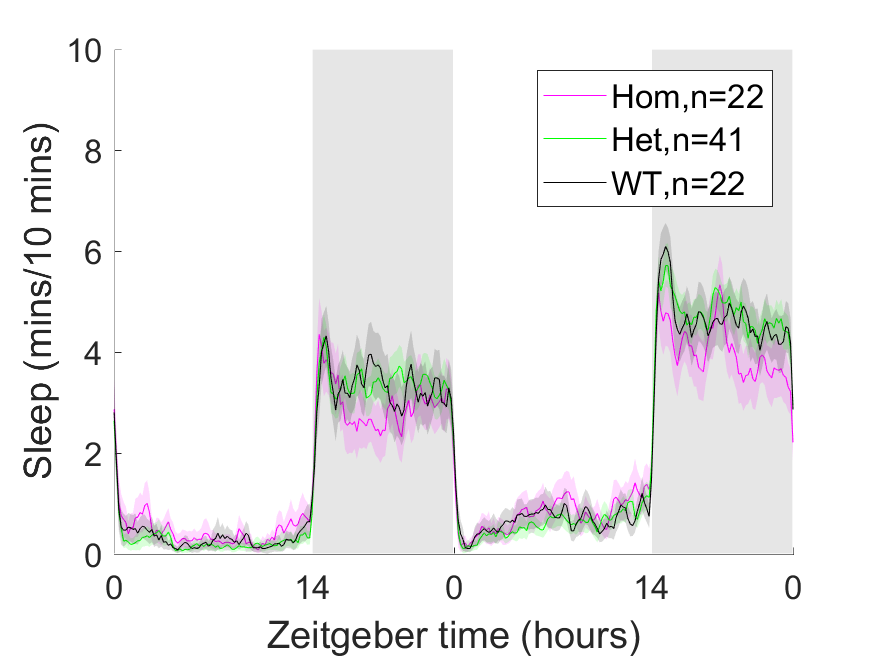 10
8
6
4
2
0
Sleep (mins/10 mins)
Hom,n=22
Het,n=41
WT,n=22
0 14 0 14 0
Zeitgeber time (hours)